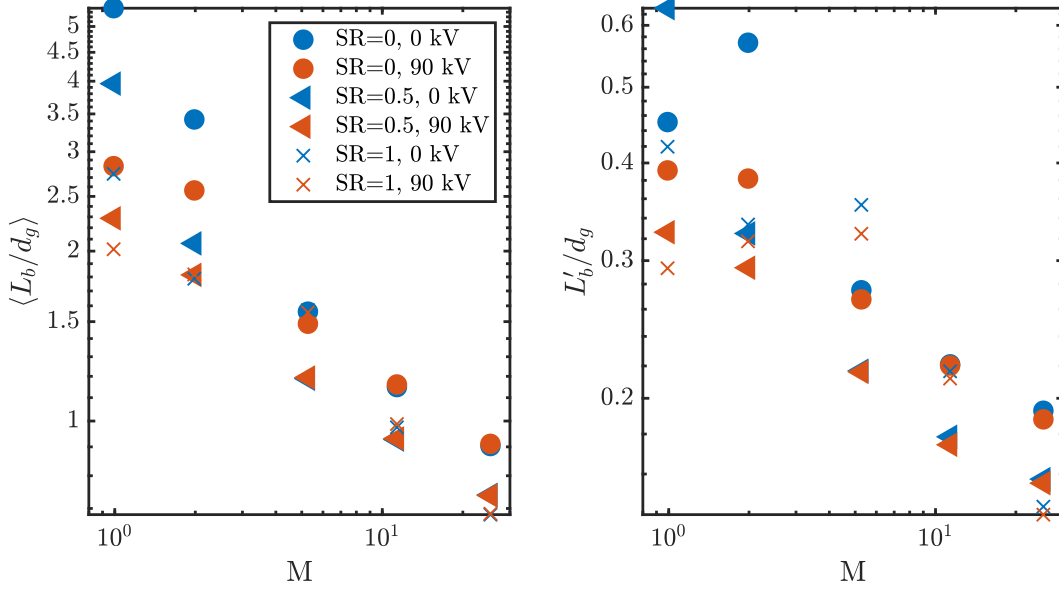 5
4.5
4
3.5
3
2.5
2
1.5
1
⟨L_b/d_g⟩
SR=0, 0 kV
SR=0, 90 kV
SR=0.5, 0 kV
SR=0.5, 90 kV
SR=1, 0 kV
SR=1, 90 kV
10^0
10^1
M
0.6
0.5
0.4
0.3
0.2
L_b'/d_g
10^0
10^1
M